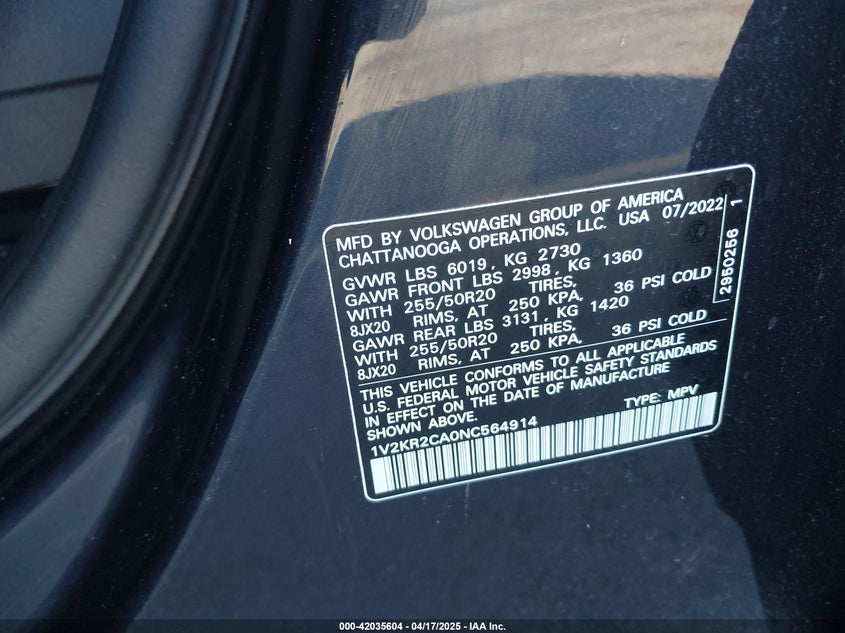 MFD BY VOLKSWAGEN GROUP OF AMERICA
CHATTANOOGA OPERATIONS, LLC. USA 07/2022
GVWR LBS 6019, KG 2730
GAWR FRONT LBS 2998, KG 1360
WITH 255/50R20 TIRES,
8JX20 RIMS, AT 250 KPA, 36 PSI COLD
GAWR REAR LBS 3131, KG 1420
WITH 255/50R20 TIRES,
8JX20 RIMS, AT 250 KPA, 36 PSI COLD
THIS VEHICLE CONFORMS TO ALL APPLICABLE
U.S. FEDERAL MOTOR VEHICLE SAFETY STANDARDS
IN EFFECT ON THE DATE OF MANUFACTURE
SHOWN ABOVE. TYPE: MPV
1V2KR2CA0NC564914
2950256 1
000-42035604 - 04/17/2025 - IAA Inc.